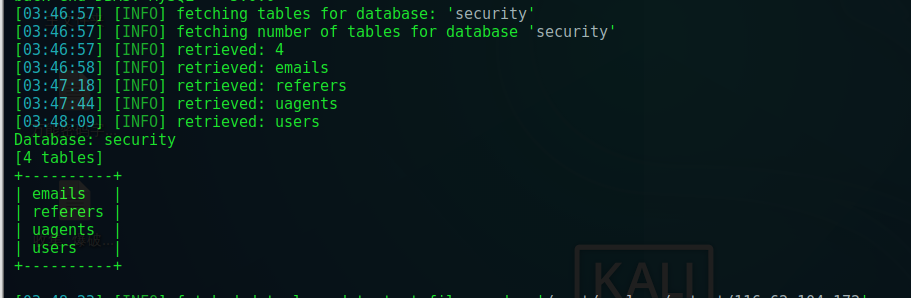 [03:46:57] [INFO] fetching tables for database: 'security'
[03:46:57] [INFO] fetching number of tables for database 'security'
[03:46:57] [INFO] retrieved: 4
[03:46:58] [INFO] retrieved: emails
[03:47:18] [INFO] retrieved: referers
[03:47:44] [INFO] retrieved: uagents
[03:48:09] [INFO] retrieved: users
Database: security
[4 tables]
+----------+
| emails   |
| referers |
| uagents  |
| users    |
+----------+
KALI